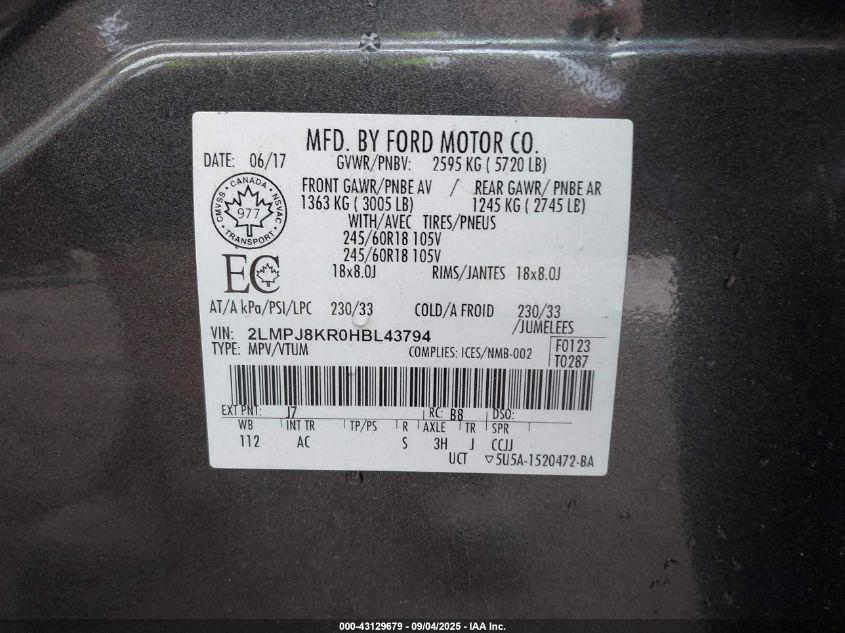 MFD. BY FORD MOTOR CO.
DATE: 06/17 GVWR/PNBV: 2595 KG ( 5720 LB)
FRONT GAWR/PNBE AV / REAR GAWR/ PNBE AR
1363 KG ( 3005 LB) 1245 KG ( 2745 LB)
WITH/AVEC TIRES/PNEUS
245/60R18 105V
245/60R18 105V
18x8.0J RIMS/JANTES 18x8.0J
CANADA
CMVSS NSVAC
977
TRANSPORT
EC
AT/A kPa/PSI/LPC 230/33 COLD/A FROID 230/33
/JUMELEES
VIN: 2LMPJ8KR0HBL43794
TYPE: MPV/VTUM COMPLIES: ICES/NMB-002
F0123
T0287
EXT PNT: J7 RC: B8 DSO:
WB INT TR TP/PS R AXLE TR SPR
112 AC S 3H J CCJJ
UCT ▽5U5A-1520472-BA
000-43129679 - 09/04/2025 - IAA Inc.